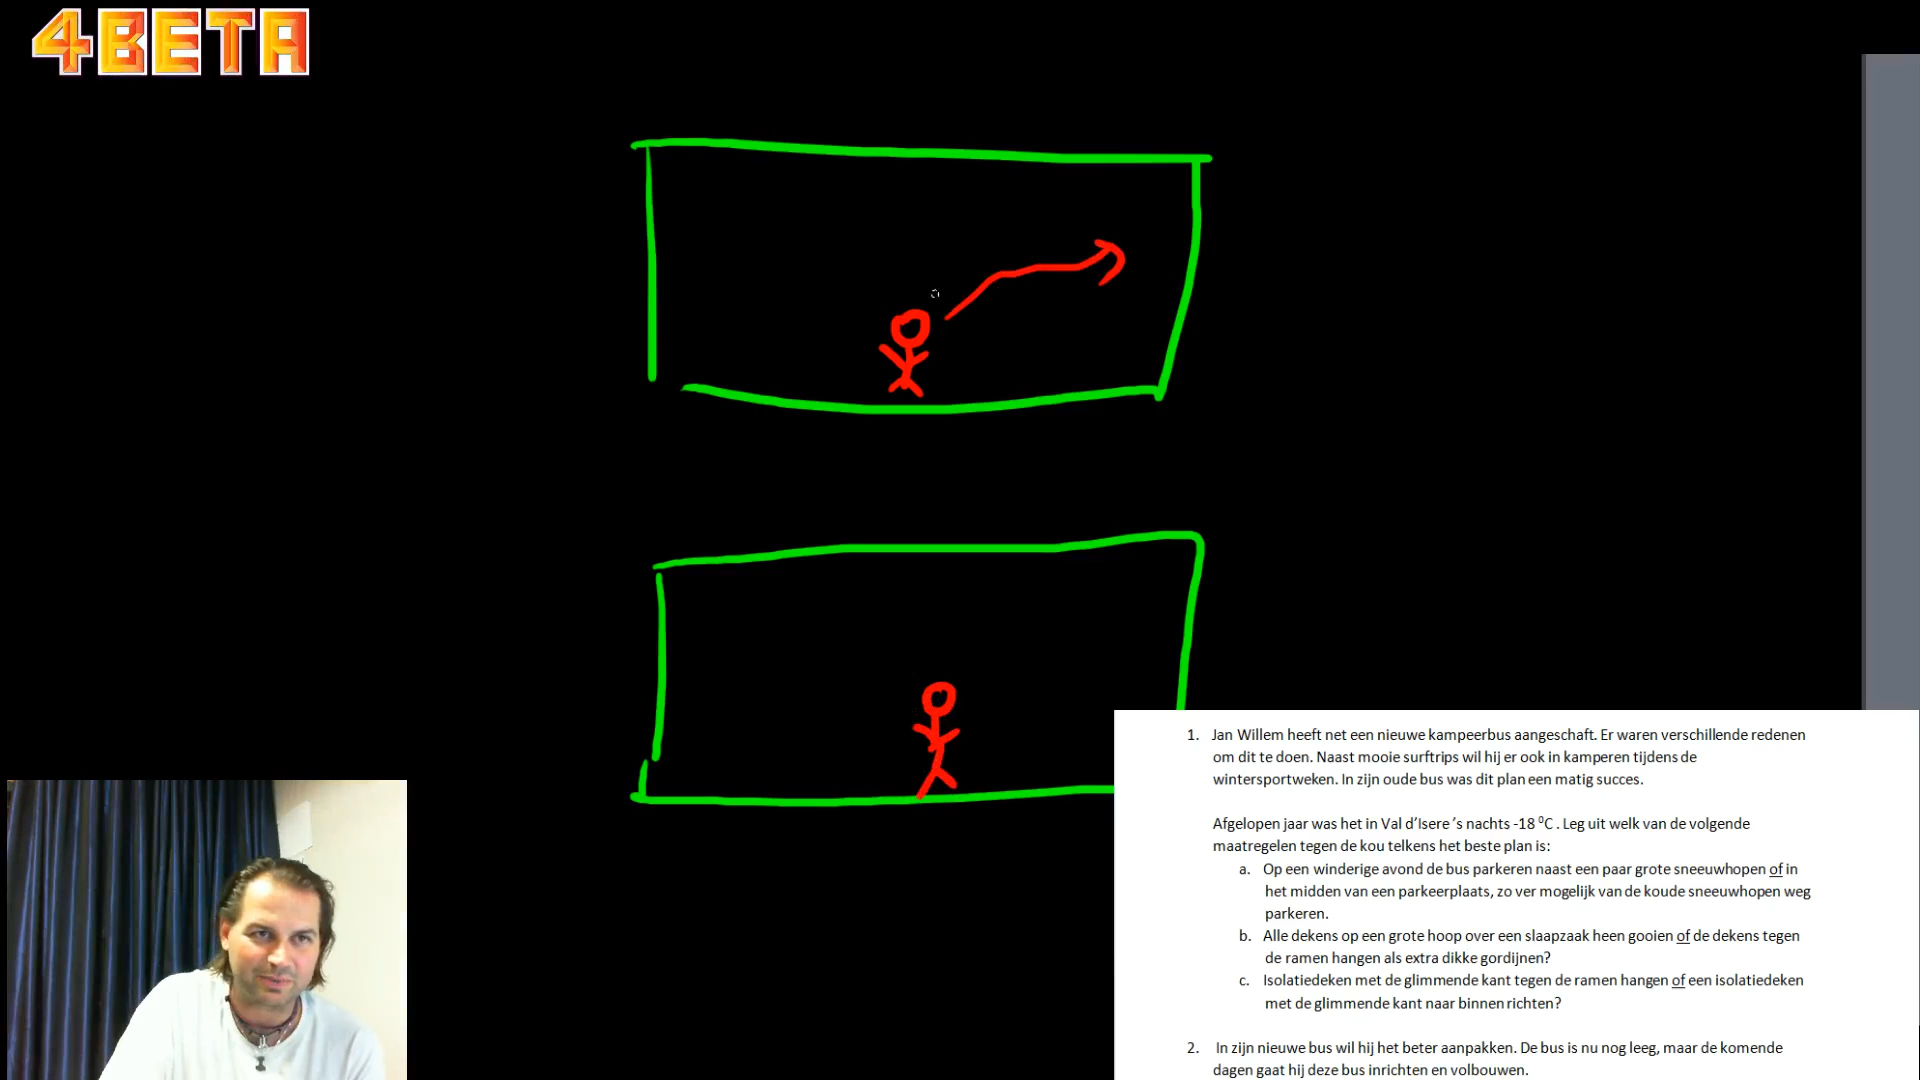 4BETA
1. Jan Willem heeft net een nieuwe kampeerbus aangeschaft. Er waren verschillende redenen
om dit te doen. Naast mooie surftrips wil hij er ook in kamperen tijdens de
wintersportweken. In zijn oude bus was dit plan een matig succes.
Afgelopen jaar was het in Val d'Isere 's nachts -18 ⁰C . Leg uit welk van de volgende
maatregelen tegen de kou telkens het beste plan is:
a. Op een winderige avond de bus parkeren naast een paar grote sneeuwhopen of in
het midden van een parkeerplaats, zo ver mogelijk van de koude sneeuwhopen weg
parkeren.
b. Alle dekens op een grote hoop over een slaapzaak heen gooien of de dekens tegen
de ramen hangen als extra dikke gordijnen?
c. Isolatiedeken met de glimmende kant tegen de ramen hangen of een isolatiedeken
met de glimmende kant naar binnen richten?
2. In zijn nieuwe bus wil hij het beter aanpakken. De bus is nu nog leeg, maar de komende
dagen gaat hij deze bus inrichten en volbouwen.